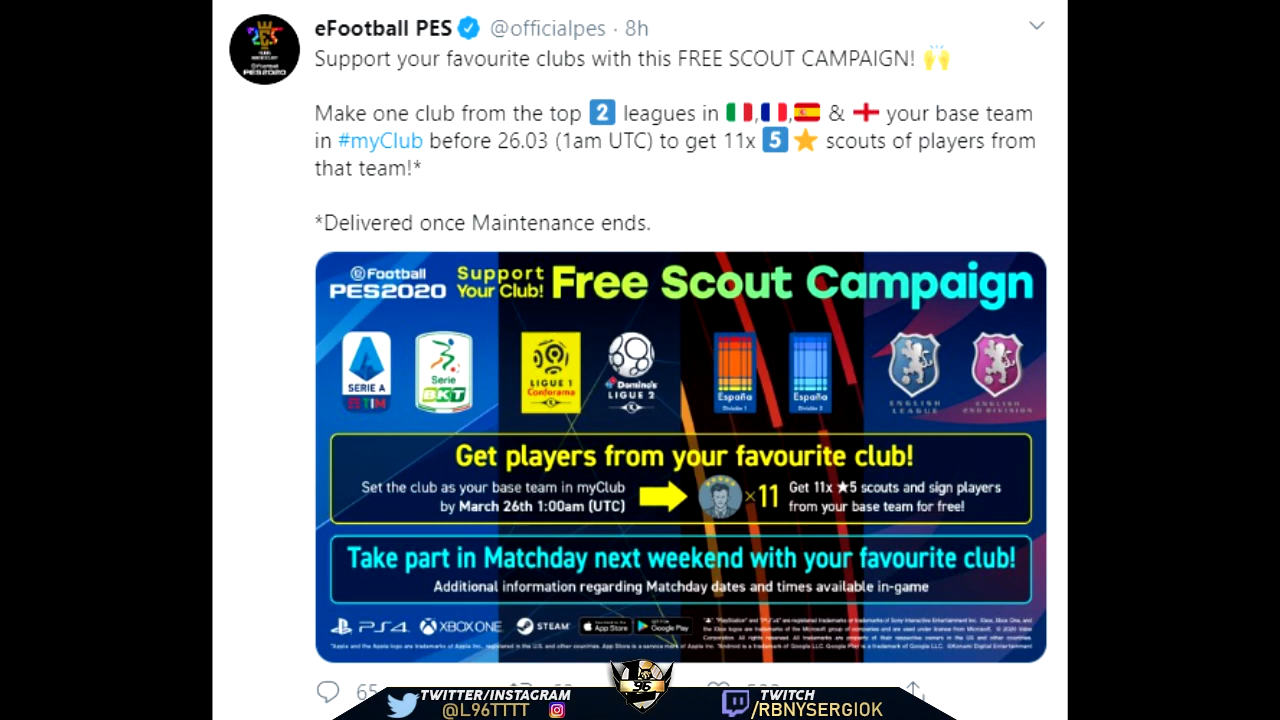 eFootball PES @officialpes · 8h
Support your favourite clubs with this FREE SCOUT CAMPAIGN! 🙌
Make one club from the top 2️⃣ leagues in 🇮🇹,🇫🇷,🇪🇸 & 🏴󠁧󠁢󠁥󠁮󠁧󠁿 your base team
in #myClub before 26.03 (1am UTC) to get 11x 5️⃣⭐ scouts of players from
that team!*
*Delivered once Maintenance ends.
eFootball
PES2020
Support
Your Club!
Free Scout Campaign
SERIE A
TIM
Serie
BKT
LIGUE 1
Conforama
Domino's
LIGUE 2
España
División 1
España
División 2
ENGLISH
LEAGUE
ENGLISH
2ND DIVISION
Get players from your favourite club!
Set the club as your base team in myClub
by March 26th 1:00am (UTC)
×11
Get 11x ★5 scouts and sign players
from your base team for free!
Take part in Matchday next weekend with your favourite club!
Additional information regarding Matchday dates and times available in-game
PS4
XBOX ONE
STEAM
App Store
Google Play
65
TWITTER/INSTAGRAM
@L96TTTT
TWITCH
/RBNYSERGIOK